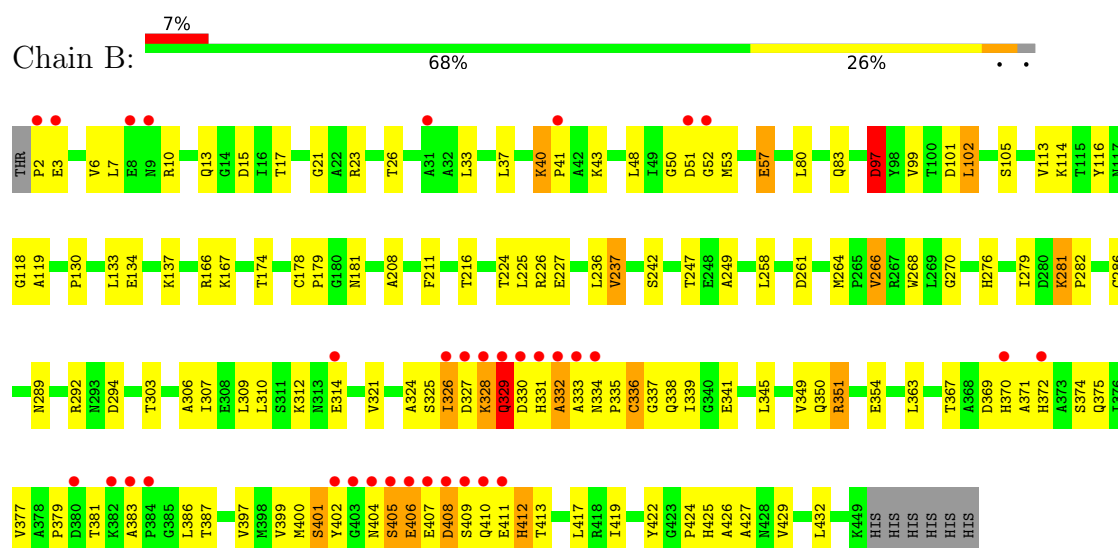 7%
Chain B:
68% 26% • •
THR P2 E3 V6 L7 E8 N9 R10 Q13 G14 D15 I16 T17 G21 A22 R23 T26 A31 A32 L33 L37 K40 P41 A42 K43 L48 I49 G50 D51 G52 M53 E57 L80 Q83 D97 Y98 V99 T100 D101 L102 S105 V113 K114 T115 Y116 N117
G118 A119 P130 L133 E134 K137 R166 K167 T174 C178 P179 G180 N181 A208 F211 T216 T224 L225 R226 E227 L236 V237 S242 T247 E248 A249 L258 D261 M264 P265 V266 R267 W268 L269 G270 H276 I279 D280 K281 P282
N289 R292 N293 D294 T303 A306 I307 E308 L309 L310 S311 K312 N313 E314 V321 A324 S325 I326 D327 K328 Q329 D330 H331 A332 A333 N334 P335 C336 G337 Q338 I339 G340 E341 L345 V349 Q350 R351 E354 L363 T367 A368 D369 H370 A371 H372 A373 S374 Q375
V377 A378 P379 D380 T381 K382 A383 P384 G385 L386 T387 V397 M398 V399 M400 S401 Y402 G403 N404 S405 E406 E407 D408 S409 Q410 E411 H412 T413 L417 R418 I419 Y422 G423 P424 H425 A426 A427 N428 V429 L432 K449 HIS HIS HIS HIS HIS HIS